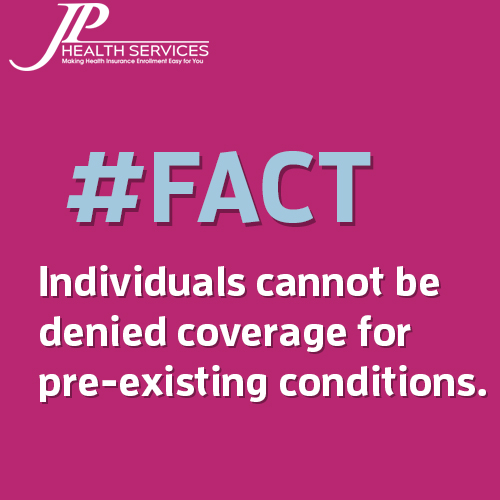 JP
HEALTH SERVICES
Making Health Insurance Enrollment Easy for You
#FACT
Individuals cannot be
denied coverage for
pre-existing conditions.